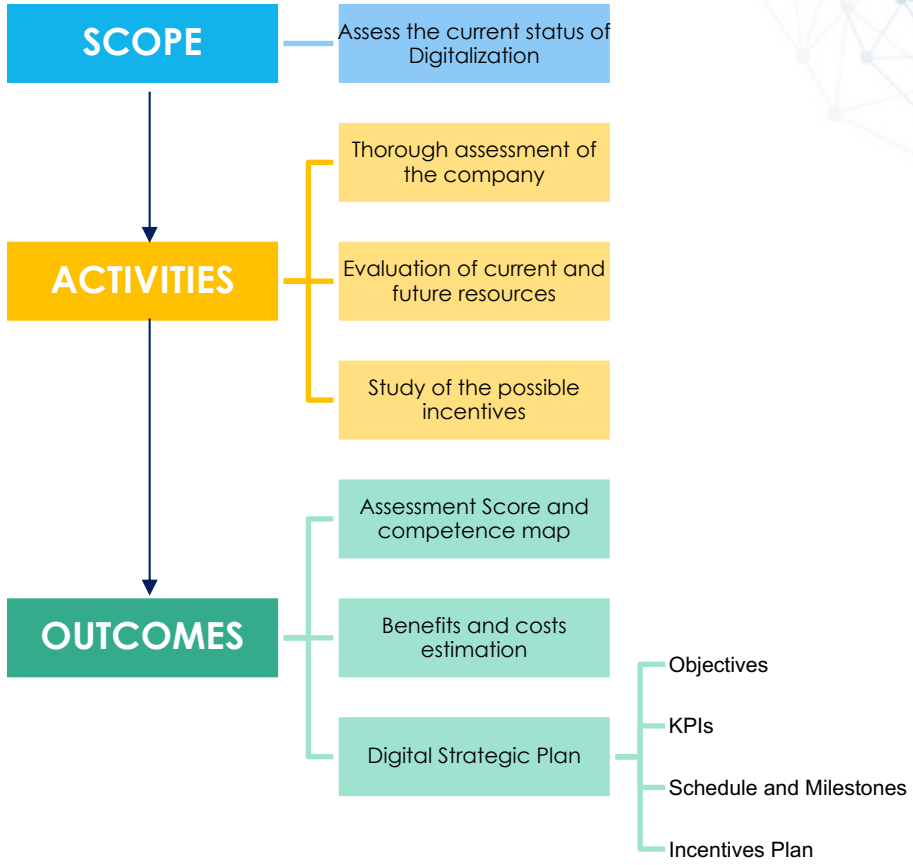 SCOPE
Assess the current status of
Digitalization
Thorough assessment of
the company
ACTIVITIES
Evaluation of current and
future resources
Study of the possible
incentives
Assessment Score and
competence map
OUTCOMES
Benefits and costs
estimation
Digital Strategic Plan
Objectives
KPIs
Schedule and Milestones
Incentives Plan